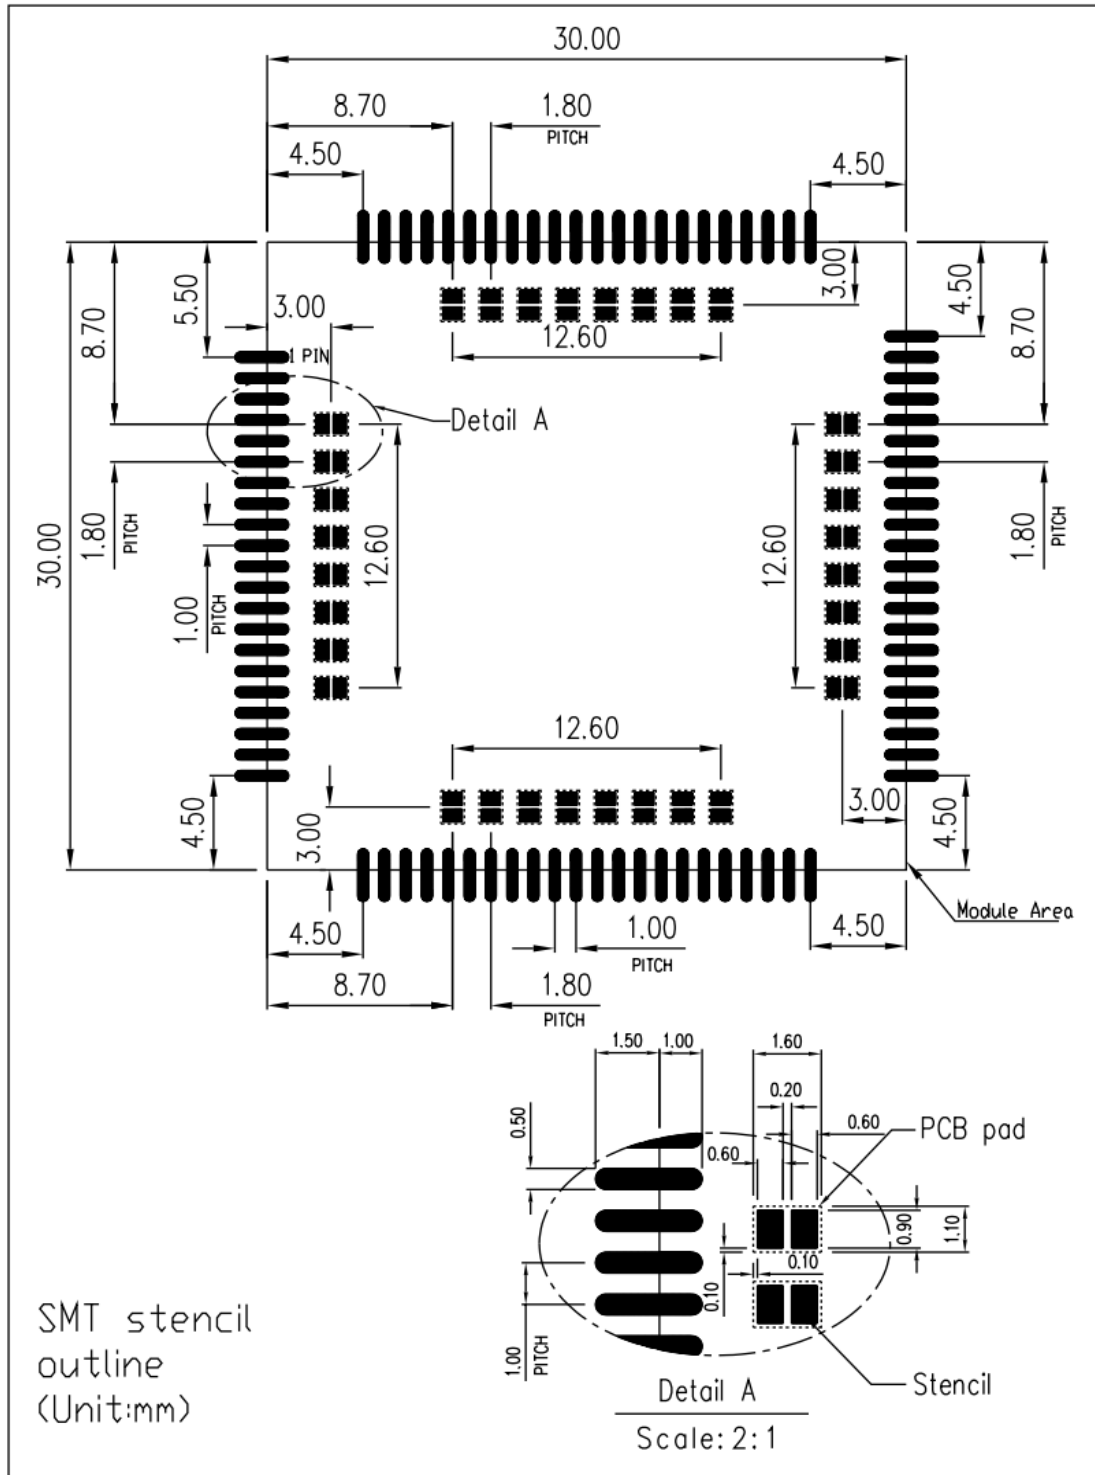 30.00
8.70
1.80
PITCH
4.50
4.50
5.50
3.00
8.70
3.00
4.50
8.70
12.60
1 PIN
Detail A
1.80
PITCH
30.00
12.60
12.60
1.80
PITCH
1.00
PITCH
12.60
4.50
3.00
3.00
4.50
Module Area
4.50
1.00
PITCH
4.50
8.70
1.80
PITCH
1.50
1.00
1.60
0.20
0.50
0.60
0.60
PCB pad
0.90
1.10
0.10
0.10
1.00
PITCH
SMT stencil
outline
(Unit:mm)
Detail A
Stencil
Scale: 2:1